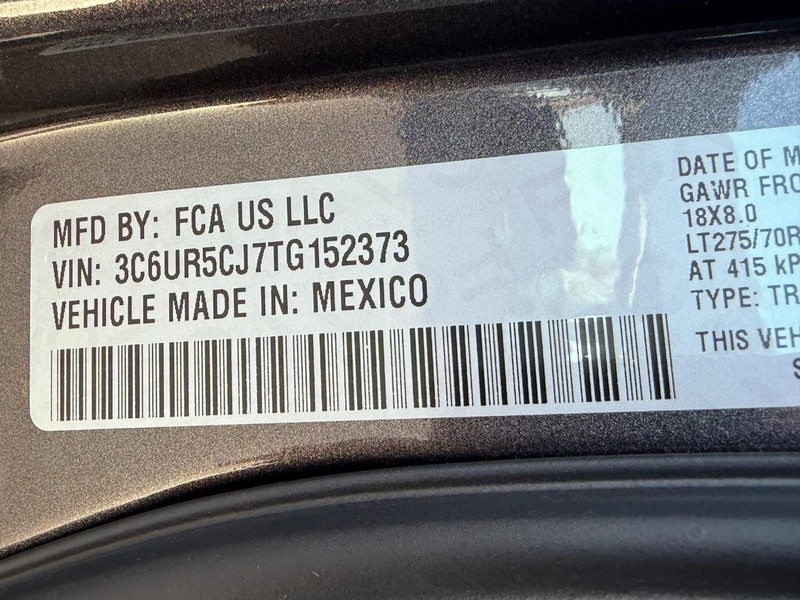 MFD BY: FCA US LLC
VIN: 3C6UR5CJ7TG152373
VEHICLE MADE IN: MEXICO
DATE OF M
GAWR FRO
18X8.0
LT275/70R
AT 415 kP
TYPE: TR
THIS VEH
S